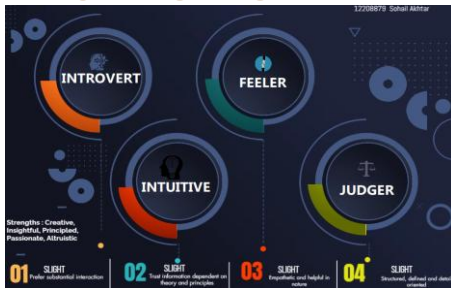 12208879 Sohail Akhtar
INTROVERT
FEELER
INTUITIVE
JUDGER
Strengths : Creative,
Insightful, Principled,
Passionate, Altruistic
01 SLIGHT
Prefer substantial interaction
02 SLIGHT
Trust information dependent on
theory and principles
03 SLIGHT
Empathetic and helpful in
nature
04 SLIGHT
Structured, defined and detail
oriented